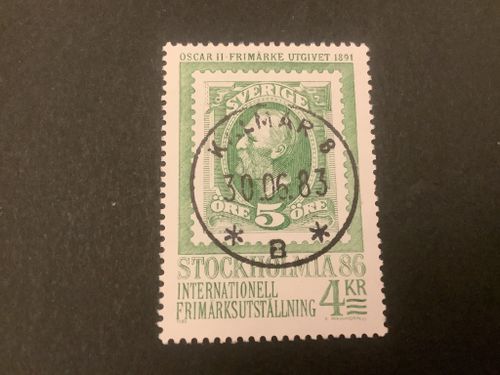 OSCAR II-FRIMÄRKE UTGIVET 1891
SVERIGE
KALMAR 8
30.06.83
ÖRE 5 ÖRE
* B *
STOCKHOLMIA 86
INTERNATIONELL
FRIMÄRKSUTSTÄLLNING
4 KR